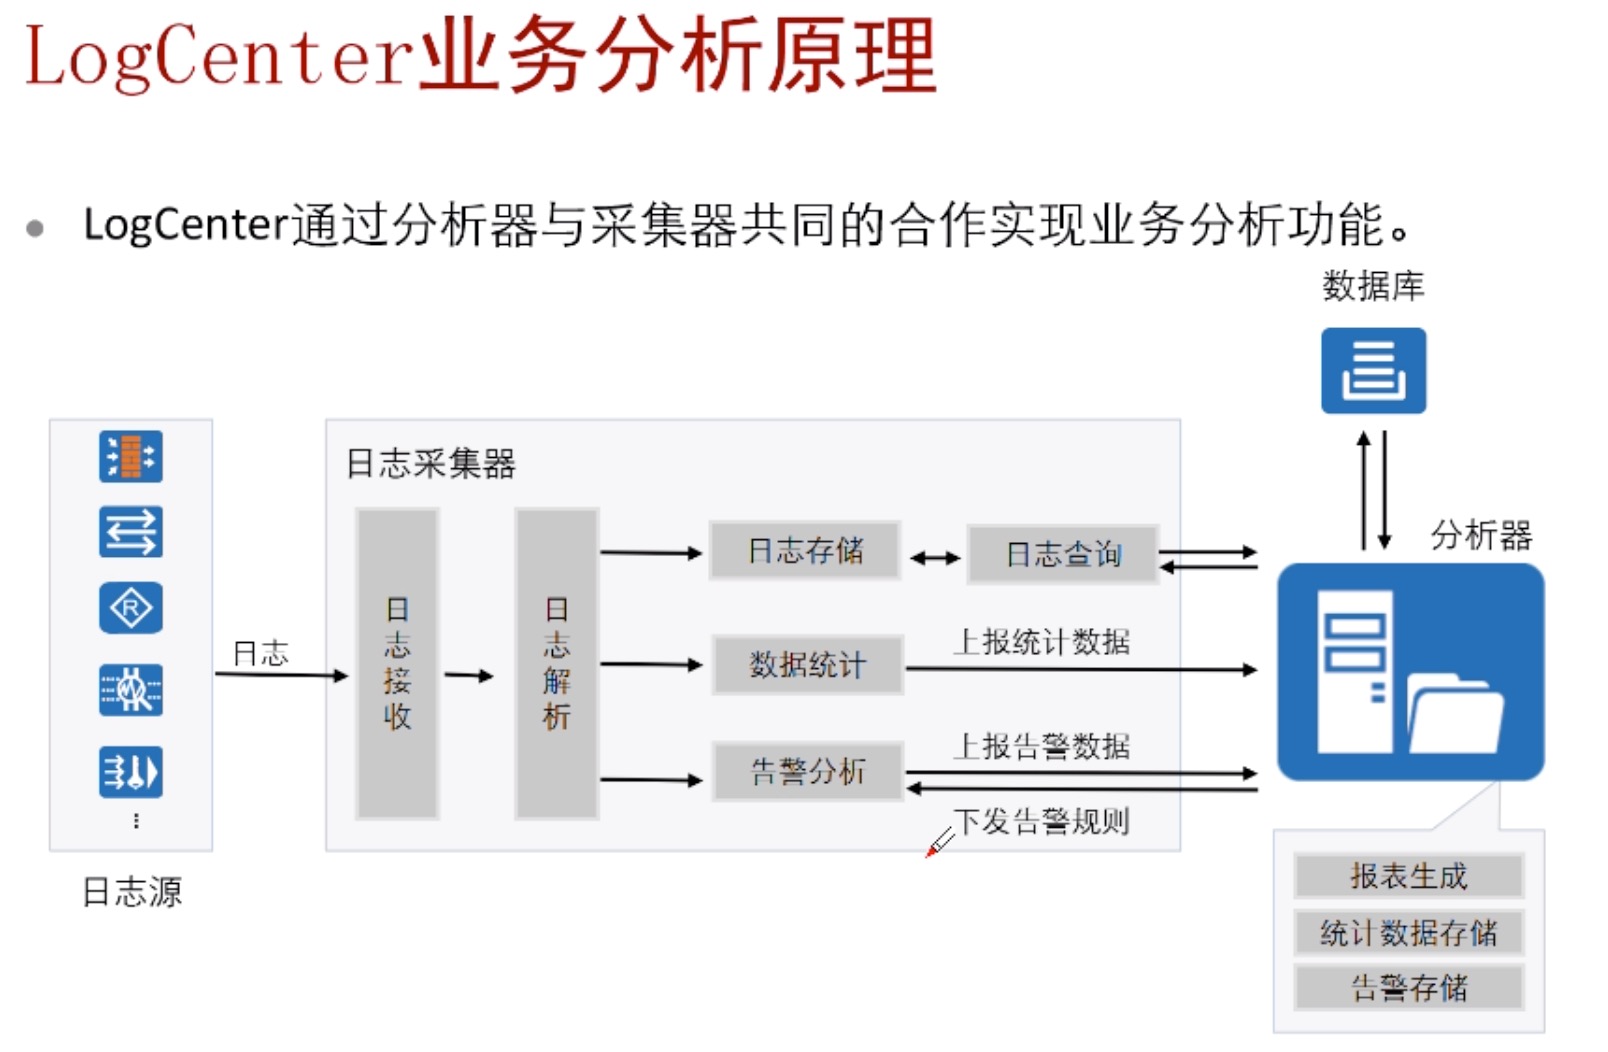 LogCenter业务分析原理
LogCenter通过分析器与采集器共同的合作实现业务分析功能。
数据库
分析器
日志采集器
日志
日志接收
日志解析
日志存储
日志查询
数据统计
上报统计数据
告警分析
上报告警数据
下发告警规则
R
⋮
日志源
报表生成
统计数据存储
告警存储